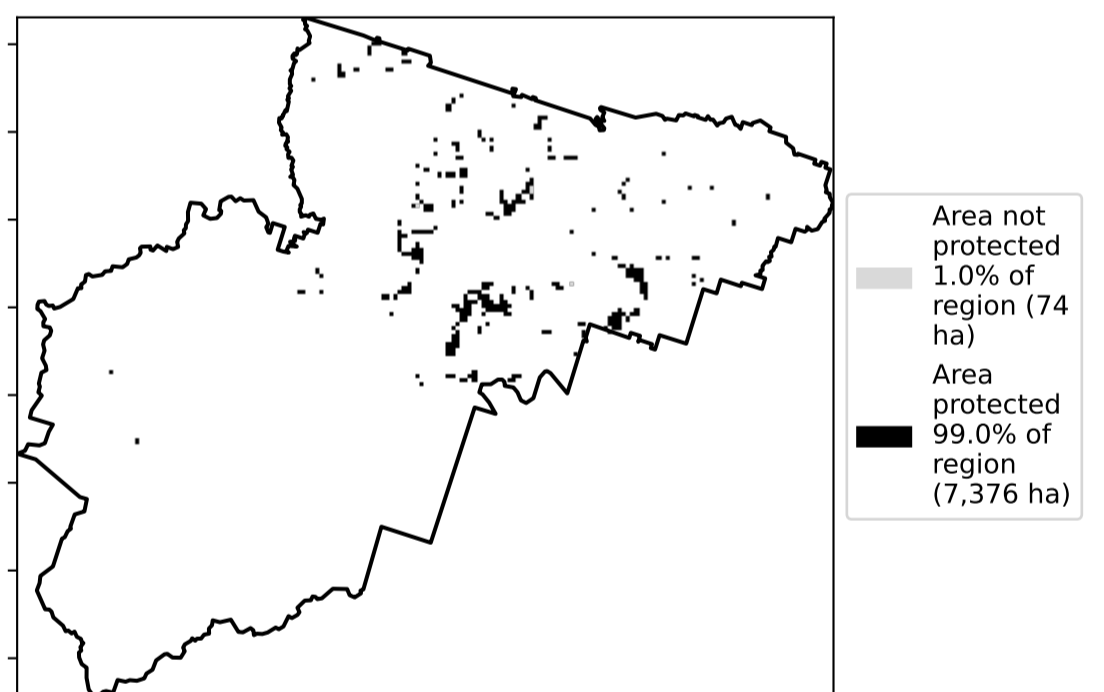 Area not
protected
1.0% of
region (74
ha)
Area
protected
99.0% of
region
(7,376 ha)